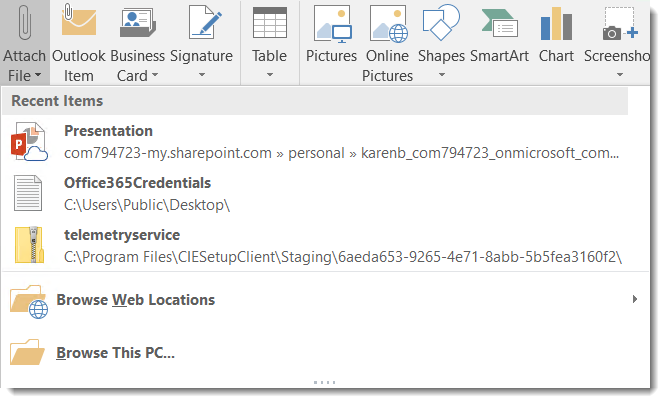 Attach Outlook Business Signature Table Pictures Online Shapes SmartArt Chart Screensho
File Item Card Pictures
Recent Items
Presentation
com794723-my.sharepoint.com » personal » karenb_com794723_onmicrosoft_com...
Office365Credentials
C:\Users\Public\Desktop\
telemetryservice
C:\Program Files\CIESetupClient\Staging\6aeda653-9265-4e71-8abb-5b5fea3160f2\
Browse Web Locations
Browse This PC...